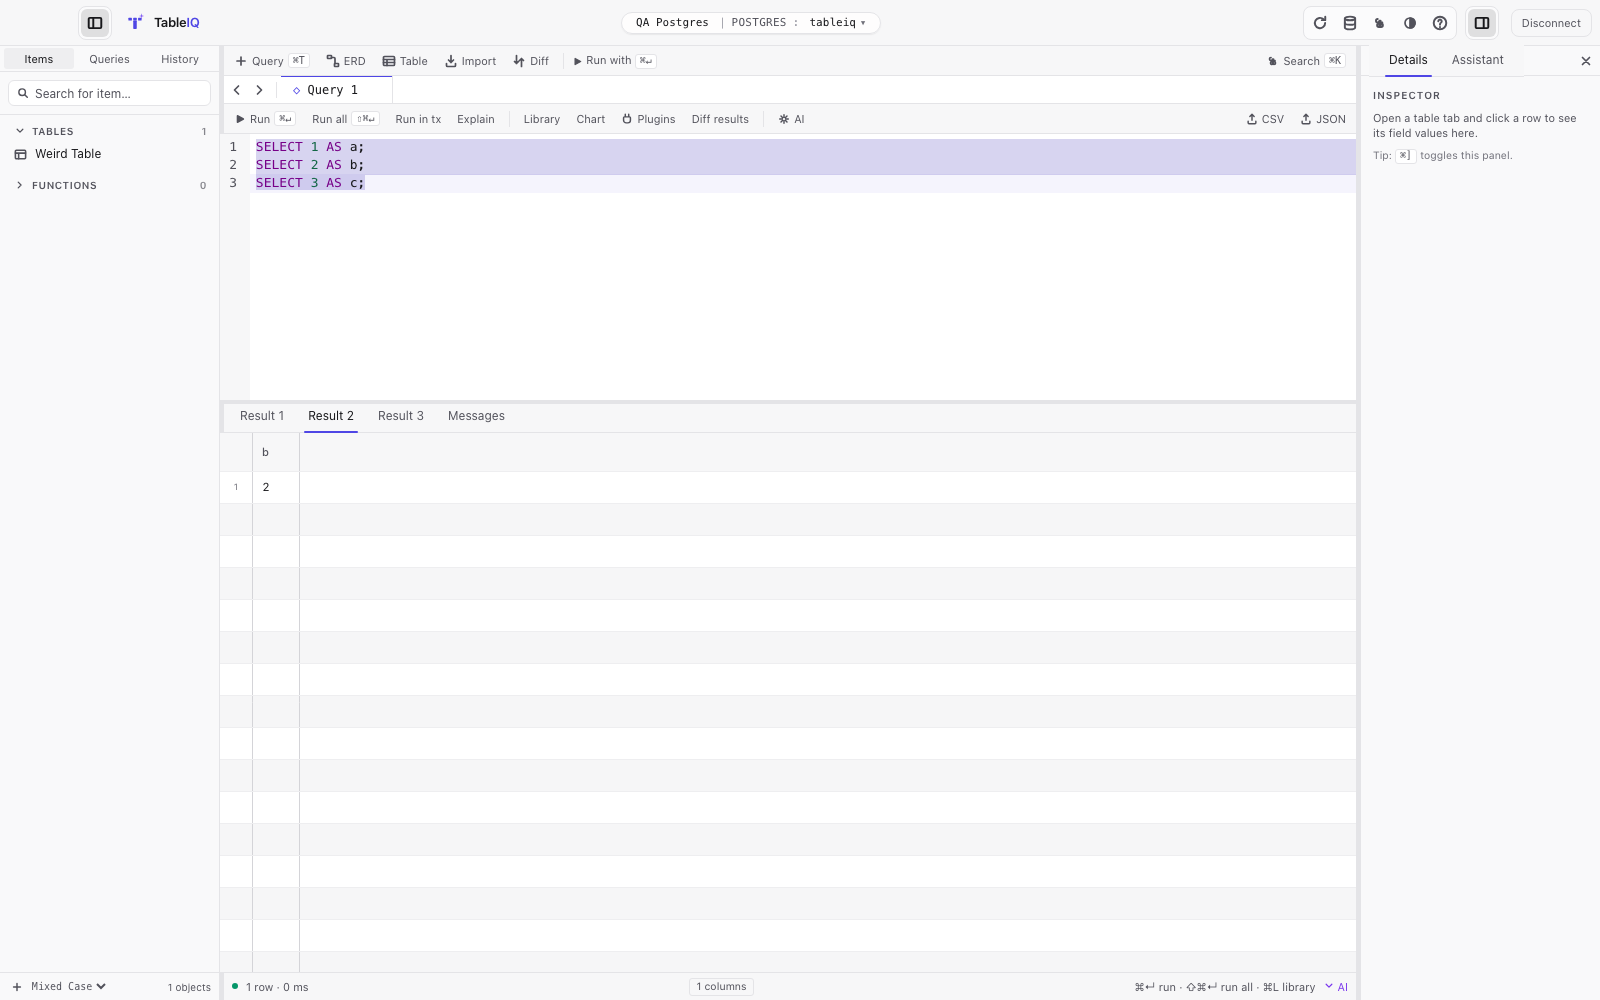 TableIQ
QA Postgres | POSTGRES : tableiq ▾
Disconnect
Items Queries History
Search for item...
TABLES 1
Weird Table
FUNCTIONS 0
+ Query ⌘T ERD Table Import Diff ▶ Run with ⌘↵ Search ⌘K
◇ Query 1
▶ Run ⌘↵ Run all ⇧⌘↵ Run in tx Explain Library Chart Plugins Diff results AI CSV JSON
1 SELECT 1 AS a;
2 SELECT 2 AS b;
3 SELECT 3 AS c;
Result 1 Result 2 Result 3 Messages
b
1 2
Details Assistant
INSPECTOR
Open a table tab and click a row to see
its field values here.
Tip: ⌘] toggles this panel.
+ Mixed Case 1 objects
1 row · 0 ms
1 columns
⌘↵ run · ⇧⌘↵ run all · ⌘L library AI